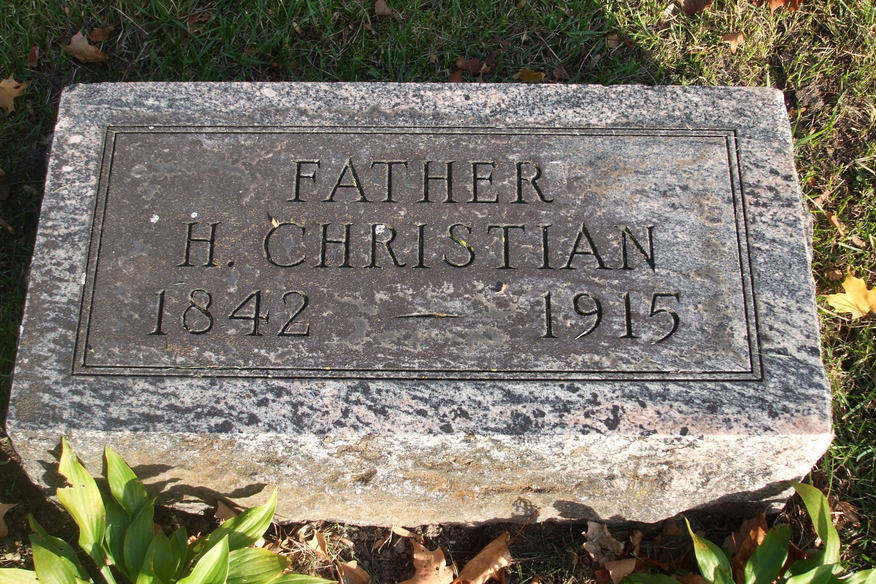 FATHER
H. CHRISTIAN
1842 — 1915